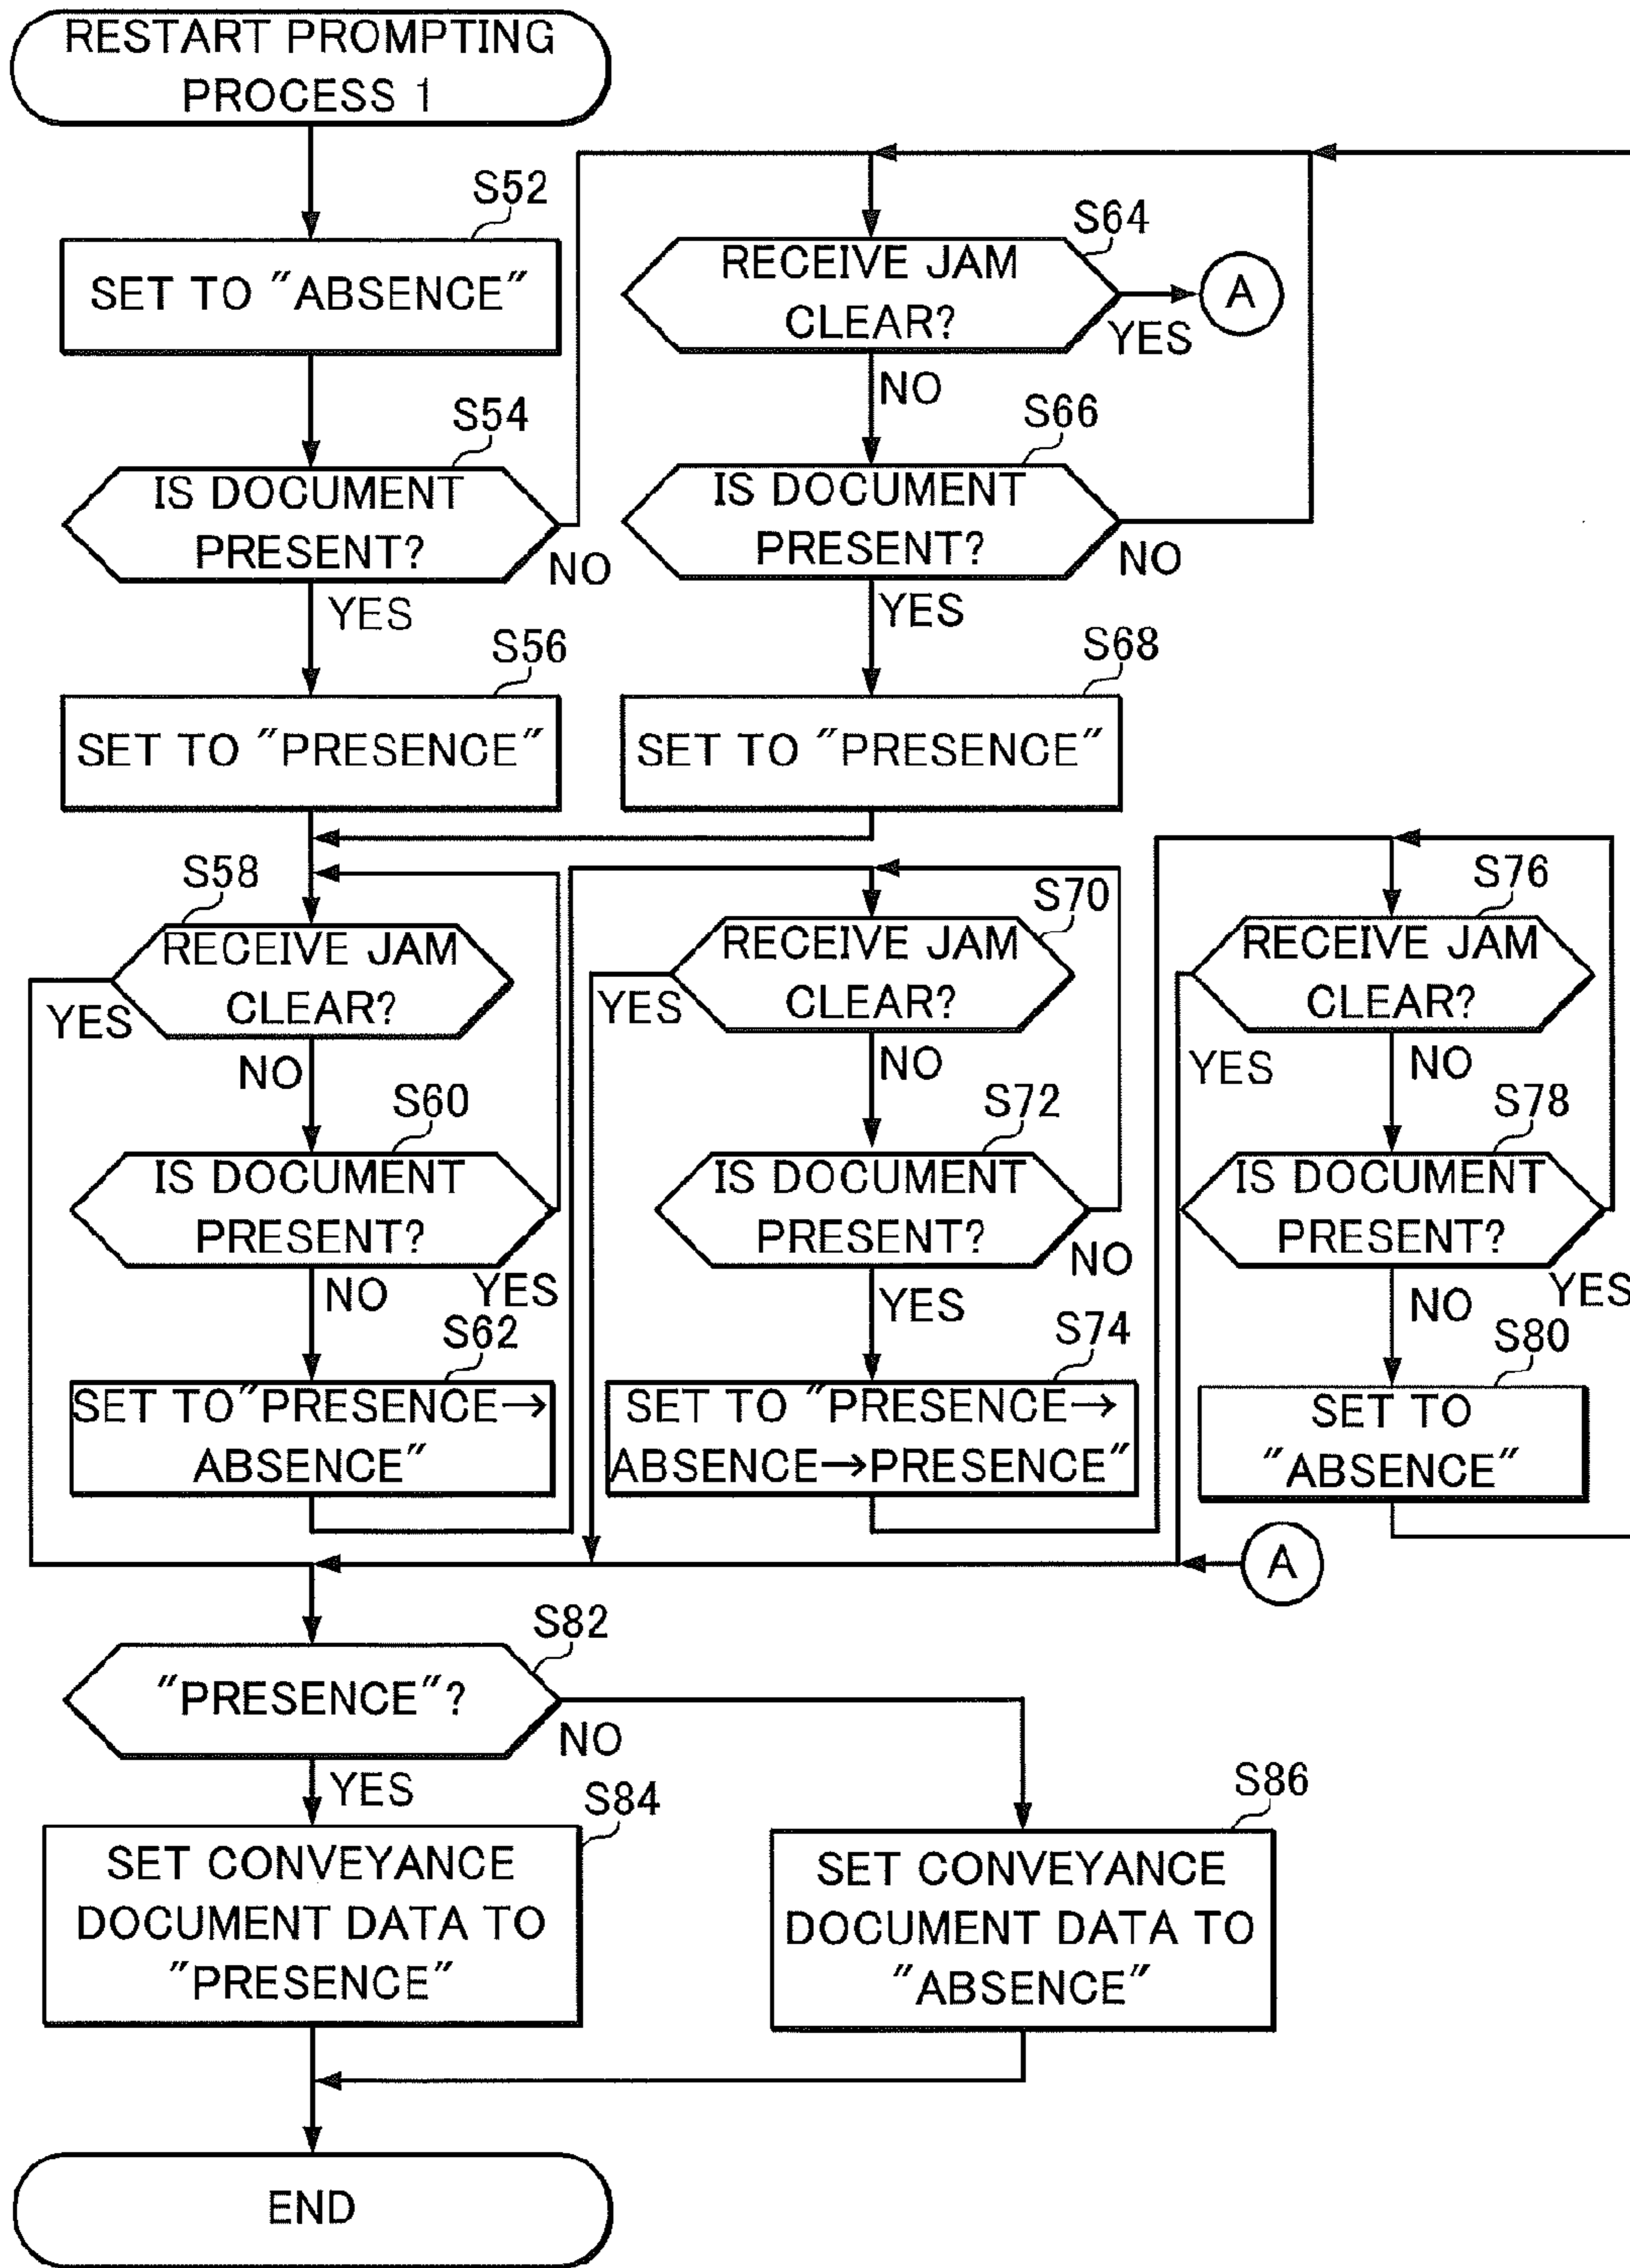 RESTART PROMPTING
PROCESS 1
S52
SET TO "ABSENCE"
S54
IS DOCUMENT
PRESENT?
NO
YES
S56
SET TO "PRESENCE"
S64
RECEIVE JAM
CLEAR?
YES
A
NO
S66
IS DOCUMENT
PRESENT?
NO
YES
S68
SET TO "PRESENCE"
S58
RECEIVE JAM
CLEAR?
YES
NO
S60
IS DOCUMENT
PRESENT?
NO
YES
S62
SET TO"PRESENCE→
ABSENCE"
S70
RECEIVE JAM
CLEAR?
YES
NO
S72
IS DOCUMENT
PRESENT?
NO
YES
S74
SET TO "PRESENCE→
ABSENCE→PRESENCE"
S76
RECEIVE JAM
CLEAR?
YES
NO
S78
IS DOCUMENT
PRESENT?
YES
NO
S80
SET TO
"ABSENCE"
A
S82
"PRESENCE"?
NO
YES
S84
SET CONVEYANCE
DOCUMENT DATA TO
"PRESENCE"
S86
SET CONVEYANCE
DOCUMENT DATA TO
"ABSENCE"
END